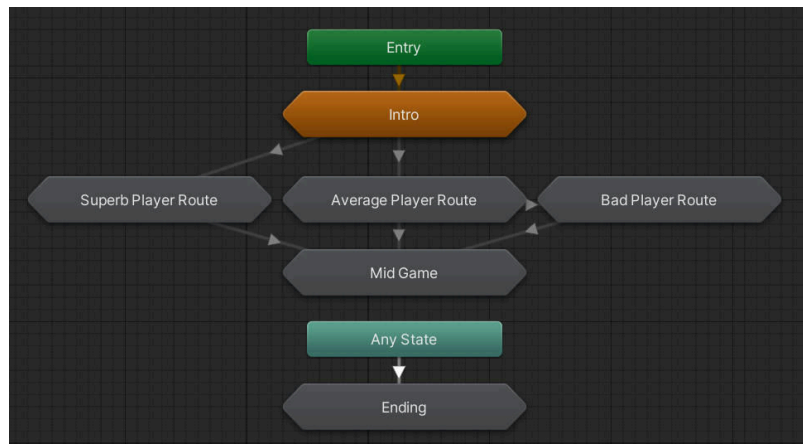 Entry
Intro
Superb Player Route
Average Player Route
Bad Player Route
Mid Game
Any State
Ending